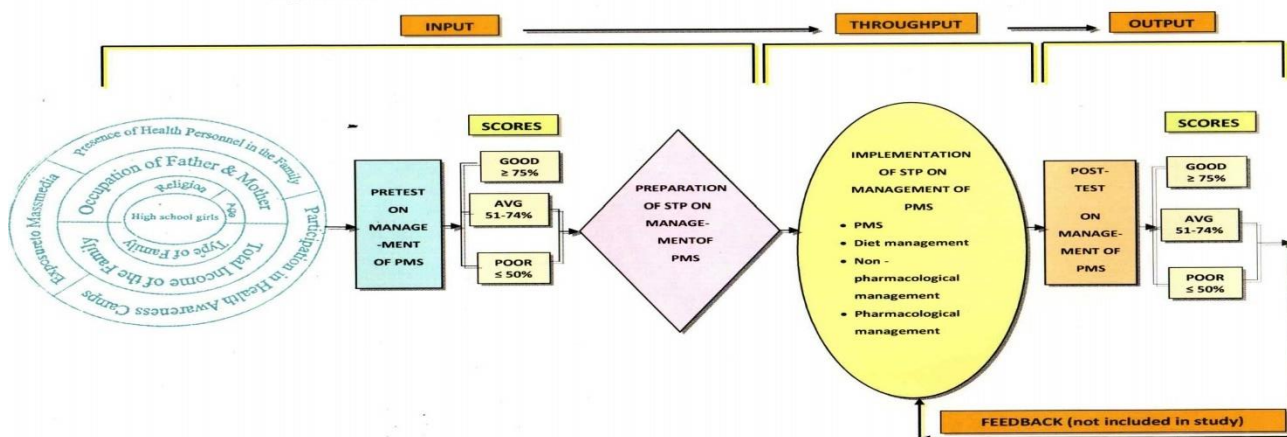 INPUT
THROUGHPUT
OUTPUT
Presence of Health Personnel in the Family
Exposureto Massmedia
Participation in Health Awareness Camps
Occupation of Father & Mother
Total Income of the Family
Religion
Age
Type of Family
High school girls
PRETEST
ON
MANAGE
-MENT
OF PMS
SCORES
GOOD
≥ 75%
AVG
51-74%
POOR
≤ 50%
PREPARATION
OF STP ON
MANAGE-
MENTOF
PMS
IMPLEMENTATION
OF STP ON
MANAGEMENT OF
PMS
• PMS
• Diet management
• Non -
pharmacological
management
• Pharmacological
management
POST-
TEST
ON
MANAGE-
MENT OF
PMS
SCORES
GOOD
≥ 75%
AVG
51-74%
POOR
≤ 50%
FEEDBACK (not included in study)